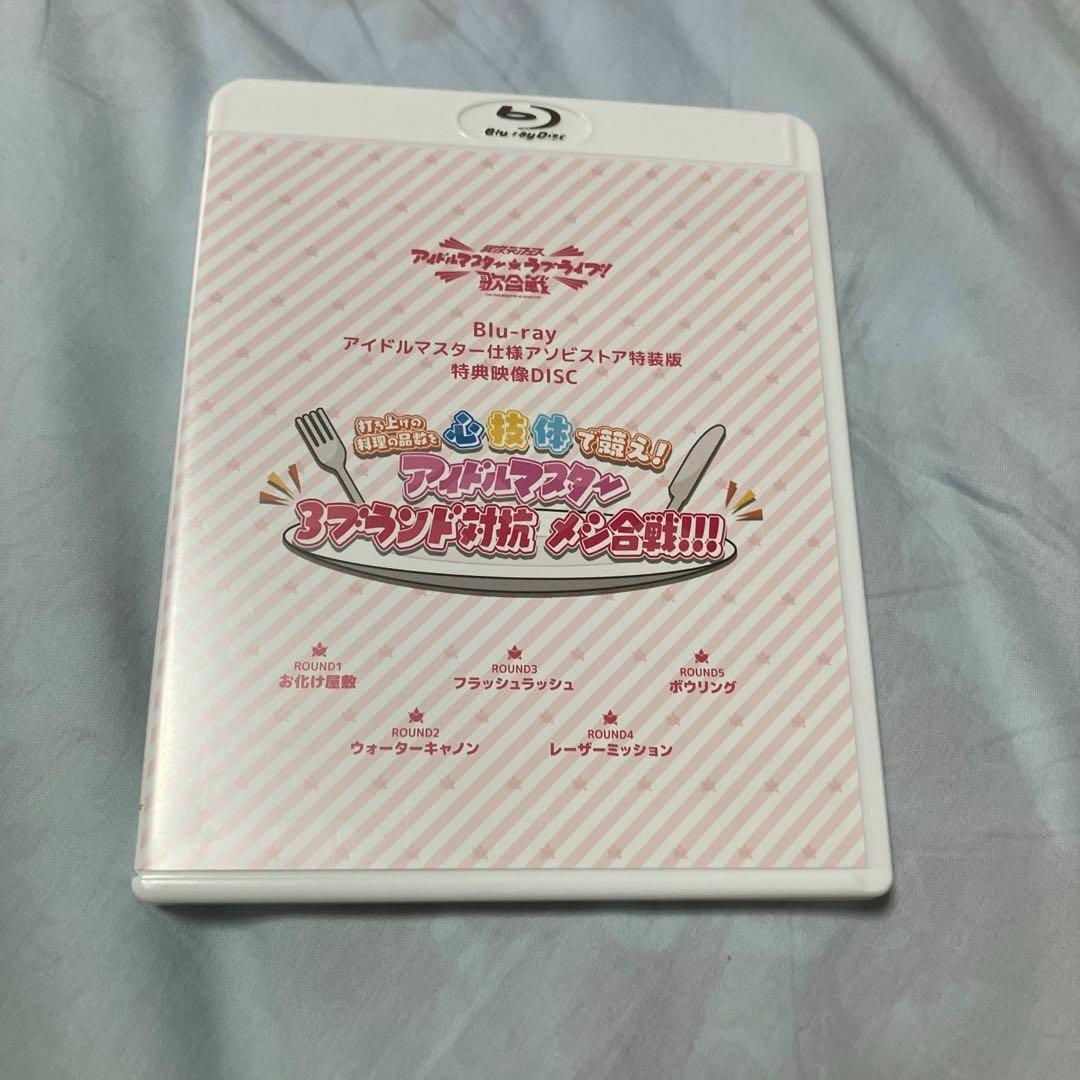 Blu-ray Disc
異次元フェス
アイドルマスター★ラブライブ!
歌合戦
Blu-ray
アイドルマスター仕様アソビストア特装版
特典映像DISC
打ち上げの
料理の品数を
心技体で競え!
アイドルマスター
3ブランド対抗 メシ合戦!!!
ROUND1
お化け屋敷
ROUND3
フラッシュラッシュ
ROUND5
ボウリング
ROUND2
ウォーターキャノン
ROUND4
レーザーミッション